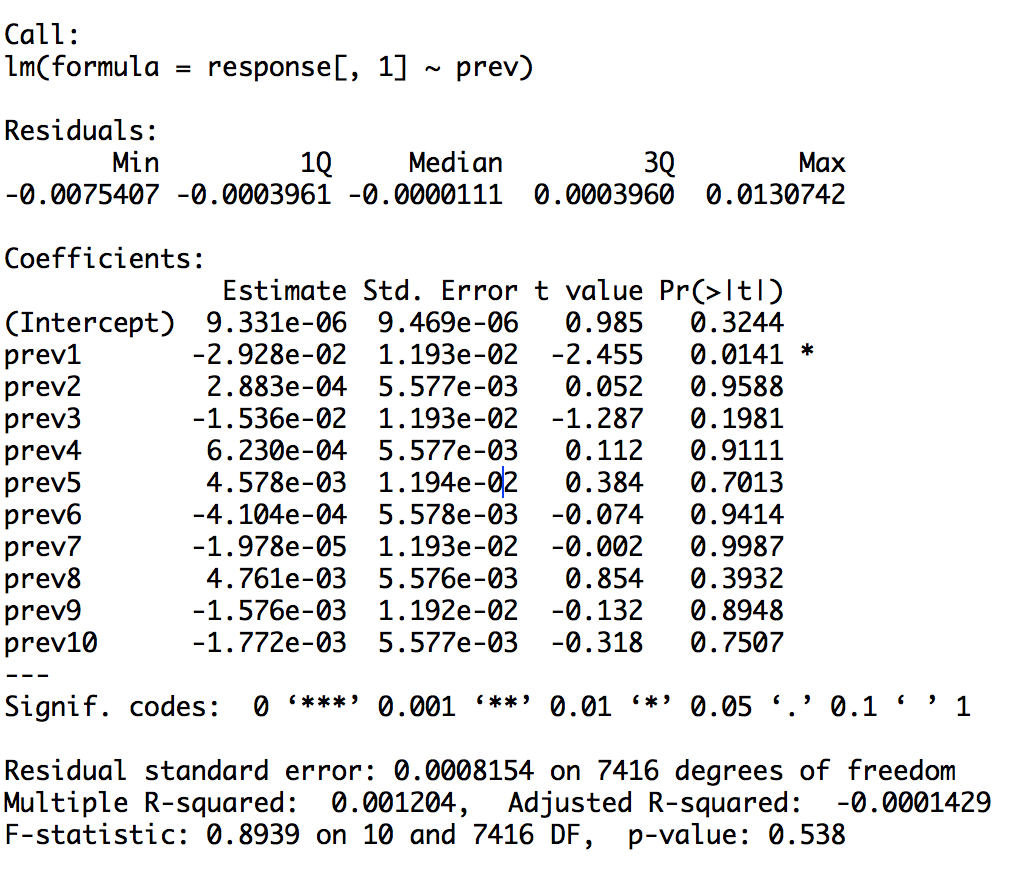 Call:
lm(formula = response[, 1] ~ prev)
Residuals:
Min 1Q Median 3Q Max
-0.0075407 -0.0003961 -0.0000111 0.0003960 0.0130742
Coefficients:
Estimate Std. Error t value Pr(>|t|)
(Intercept) 9.331e-06 9.469e-06 0.985 0.3244
prev1 -2.928e-02 1.193e-02 -2.455 0.0141 *
prev2 2.883e-04 5.577e-03 0.052 0.9588
prev3 -1.536e-02 1.193e-02 -1.287 0.1981
prev4 6.230e-04 5.577e-03 0.112 0.9111
prev5 4.578e-03 1.194e-02 0.384 0.7013
prev6 -4.104e-04 5.578e-03 -0.074 0.9414
prev7 -1.978e-05 1.193e-02 -0.002 0.9987
prev8 4.761e-03 5.576e-03 0.854 0.3932
prev9 -1.576e-03 1.192e-02 -0.132 0.8948
prev10 -1.772e-03 5.577e-03 -0.318 0.7507
---
Signif. codes: 0 ‘***’ 0.001 ‘**’ 0.01 ‘*’ 0.05 ‘.’ 0.1 ‘ ’ 1
Residual standard error: 0.0008154 on 7416 degrees of freedom
Multiple R-squared: 0.001204, Adjusted R-squared: -0.0001429
F-statistic: 0.8939 on 10 and 7416 DF, p-value: 0.538